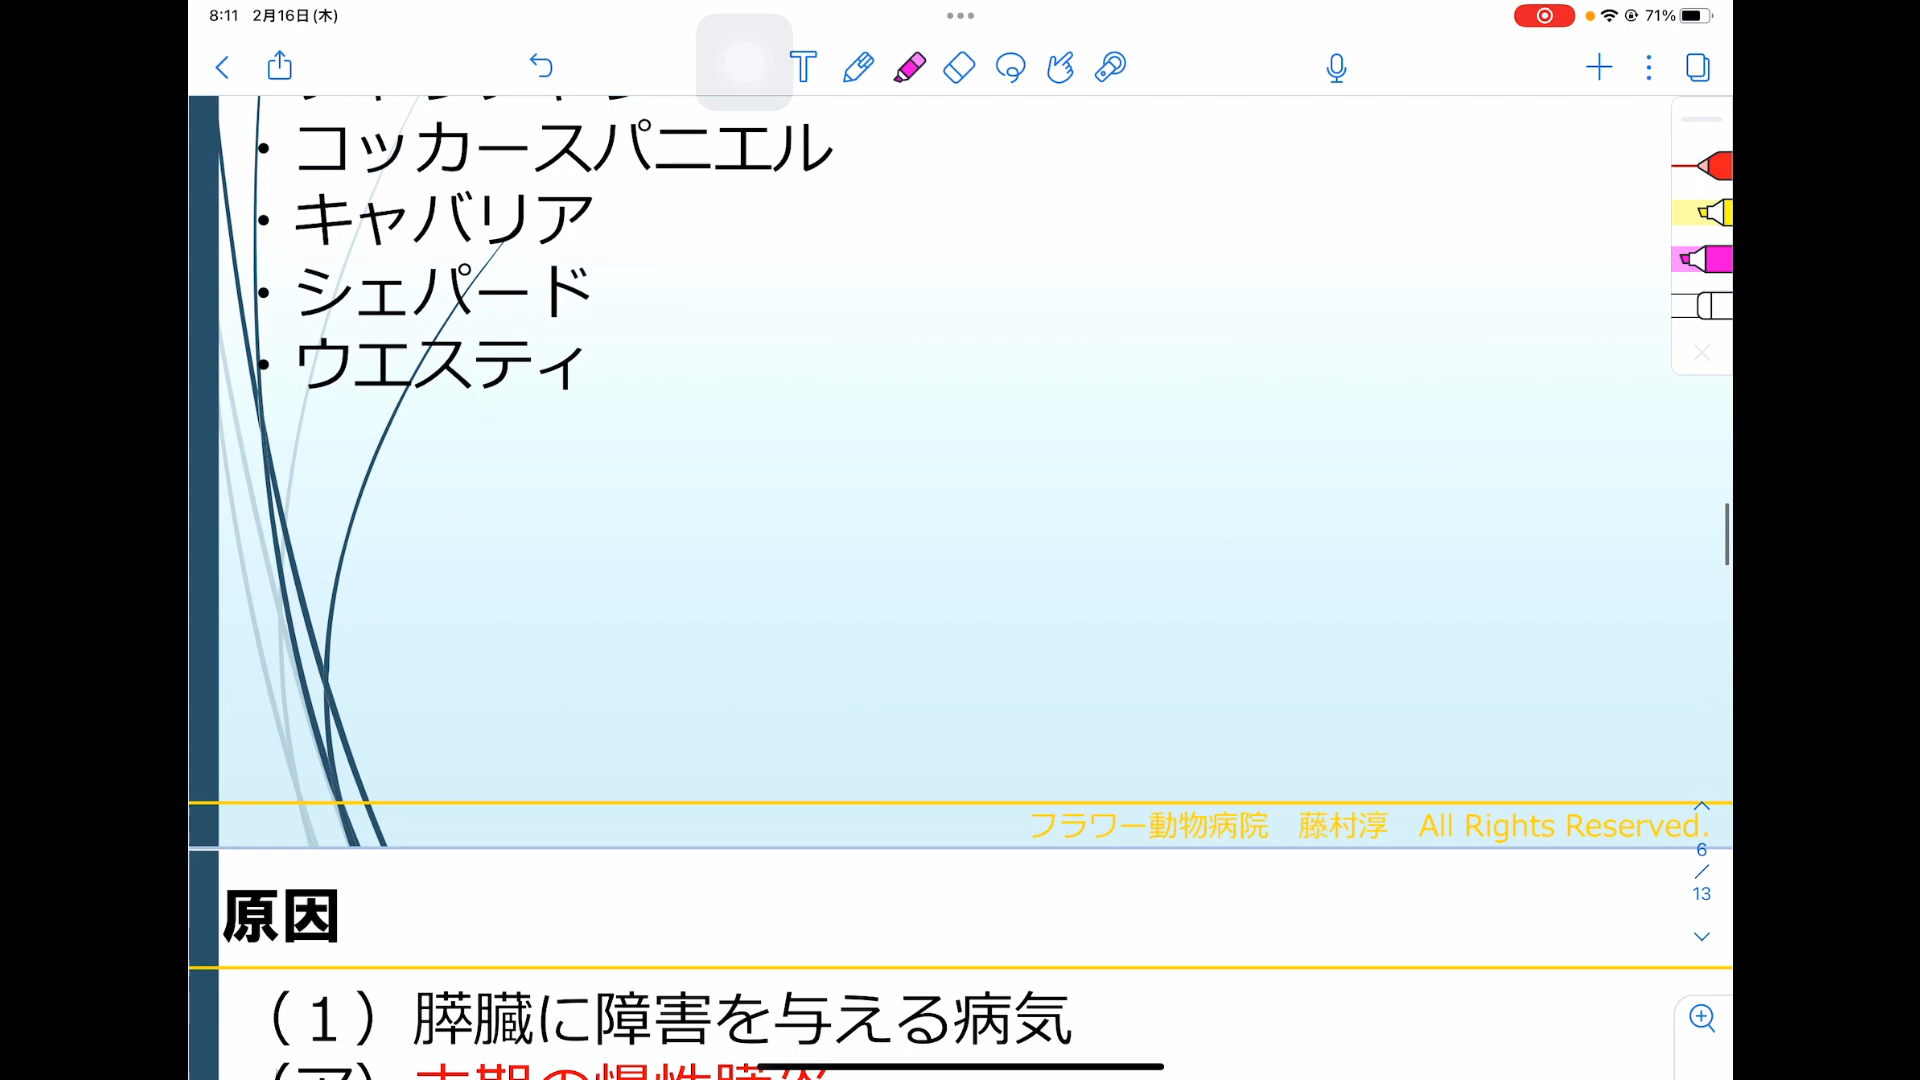 8:11 2月16日(木)
71%
・コッカースパニエル
・キャバリア
・シェパード
・ウエスティ
フラワー動物病院 藤村淳 All Rights Reserved.
6
／
13
原因
（１）膵臓に障害を与える病気